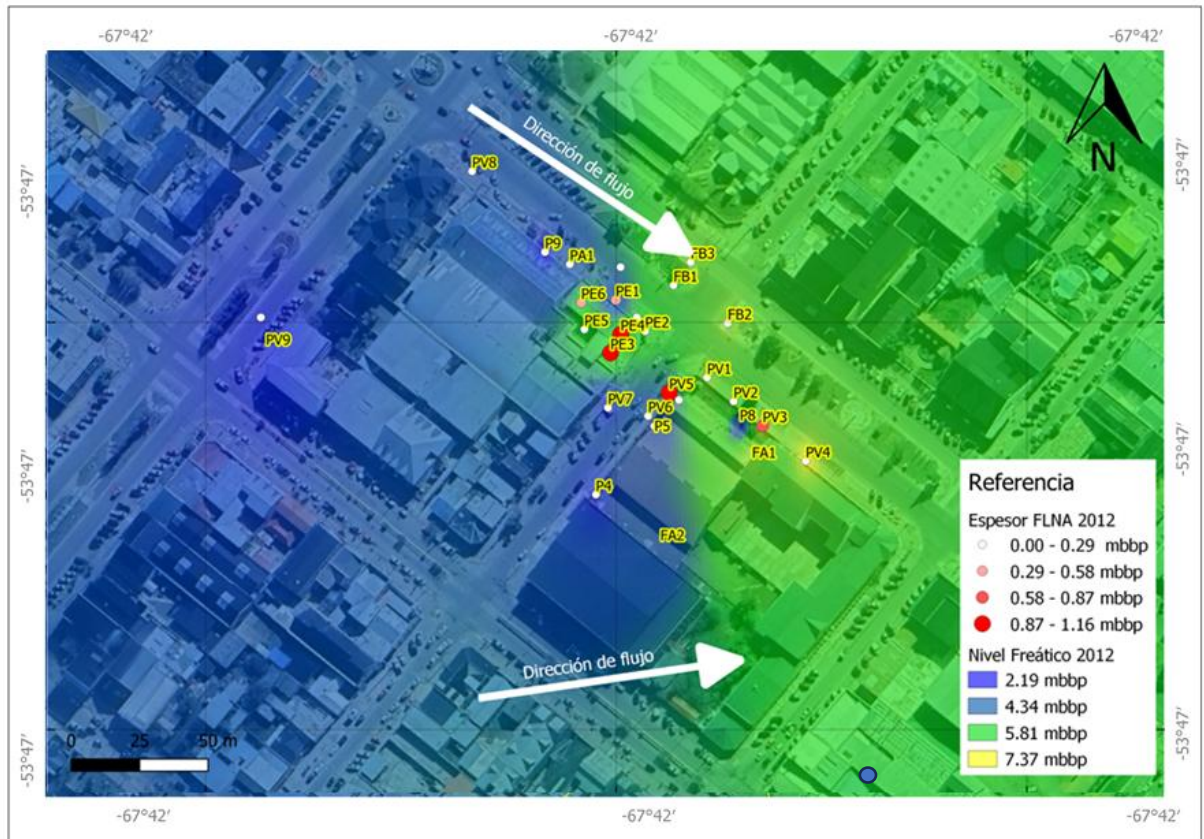 -67°42'
-67°42'
-67°42'
-53°47'
-53°47'
Dirección de flujo
N
PV8
P9
PA1
FB3
FB1
PE6
PE1
PE5
PE4
PE2
FB2
PE3
PV9
PV1
PV5
PV2
PV7
PV6
P5
P8
PV3
FA1
PV4
P4
FA2
-53°47'
-53°47'
Dirección de flujo
Referencia
Espesor FLNA 2012
0.00 - 0.29 mbbp
0.29 - 0.58 mbbp
0.58 - 0.87 mbbp
0.87 - 1.16 mbbp
Nivel Freático 2012
2.19 mbbp
4.34 mbbp
5.81 mbbp
7.37 mbbp
0 25 50 m
-53°47'
-53°47'
-67°42'
-67°42'
-67°42'